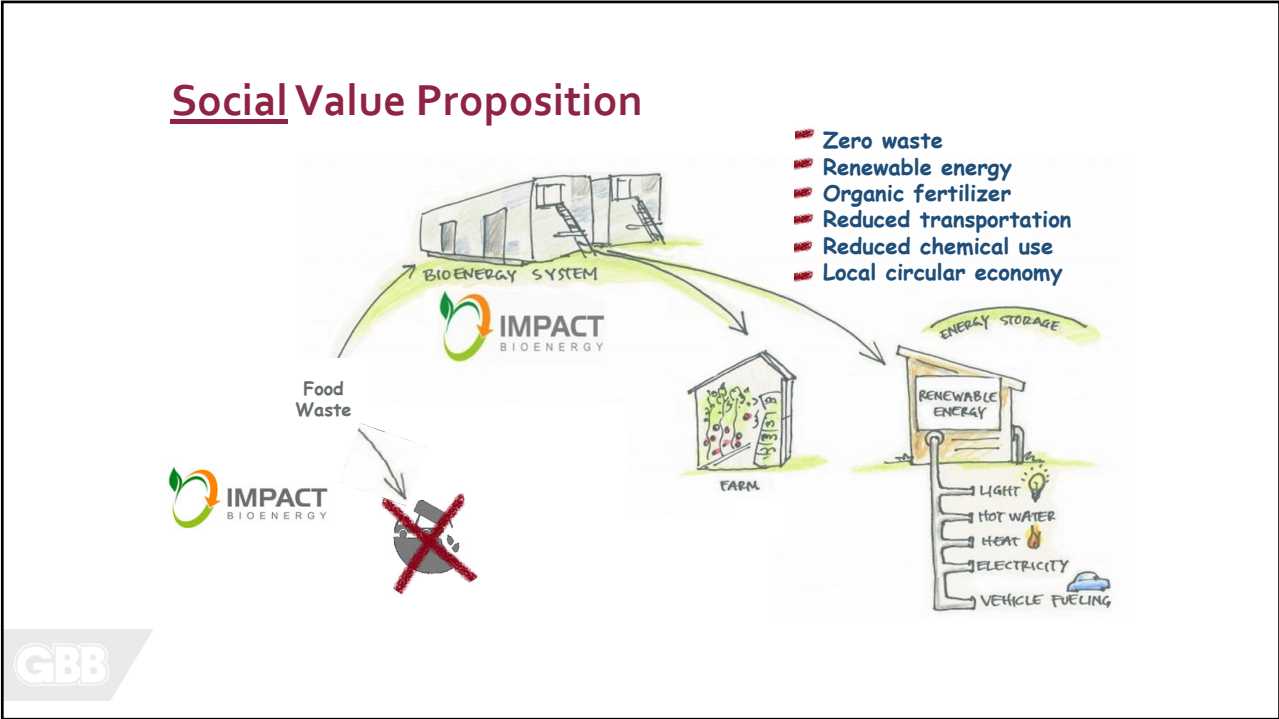 Social Value Proposition
Zero waste
Renewable energy
Organic fertilizer
Reduced transportation
Reduced chemical use
Local circular economy
BIOENERGY SYSTEM
IMPACT
BIOENERGY
ENERGY STORAGE
Food
Waste
RENEWABLE
ENERGY
FARM
IMPACT
BIOENERGY
LIGHT
HOT WATER
HEAT
ELECTRICITY
VEHICLE FUELING
GBB